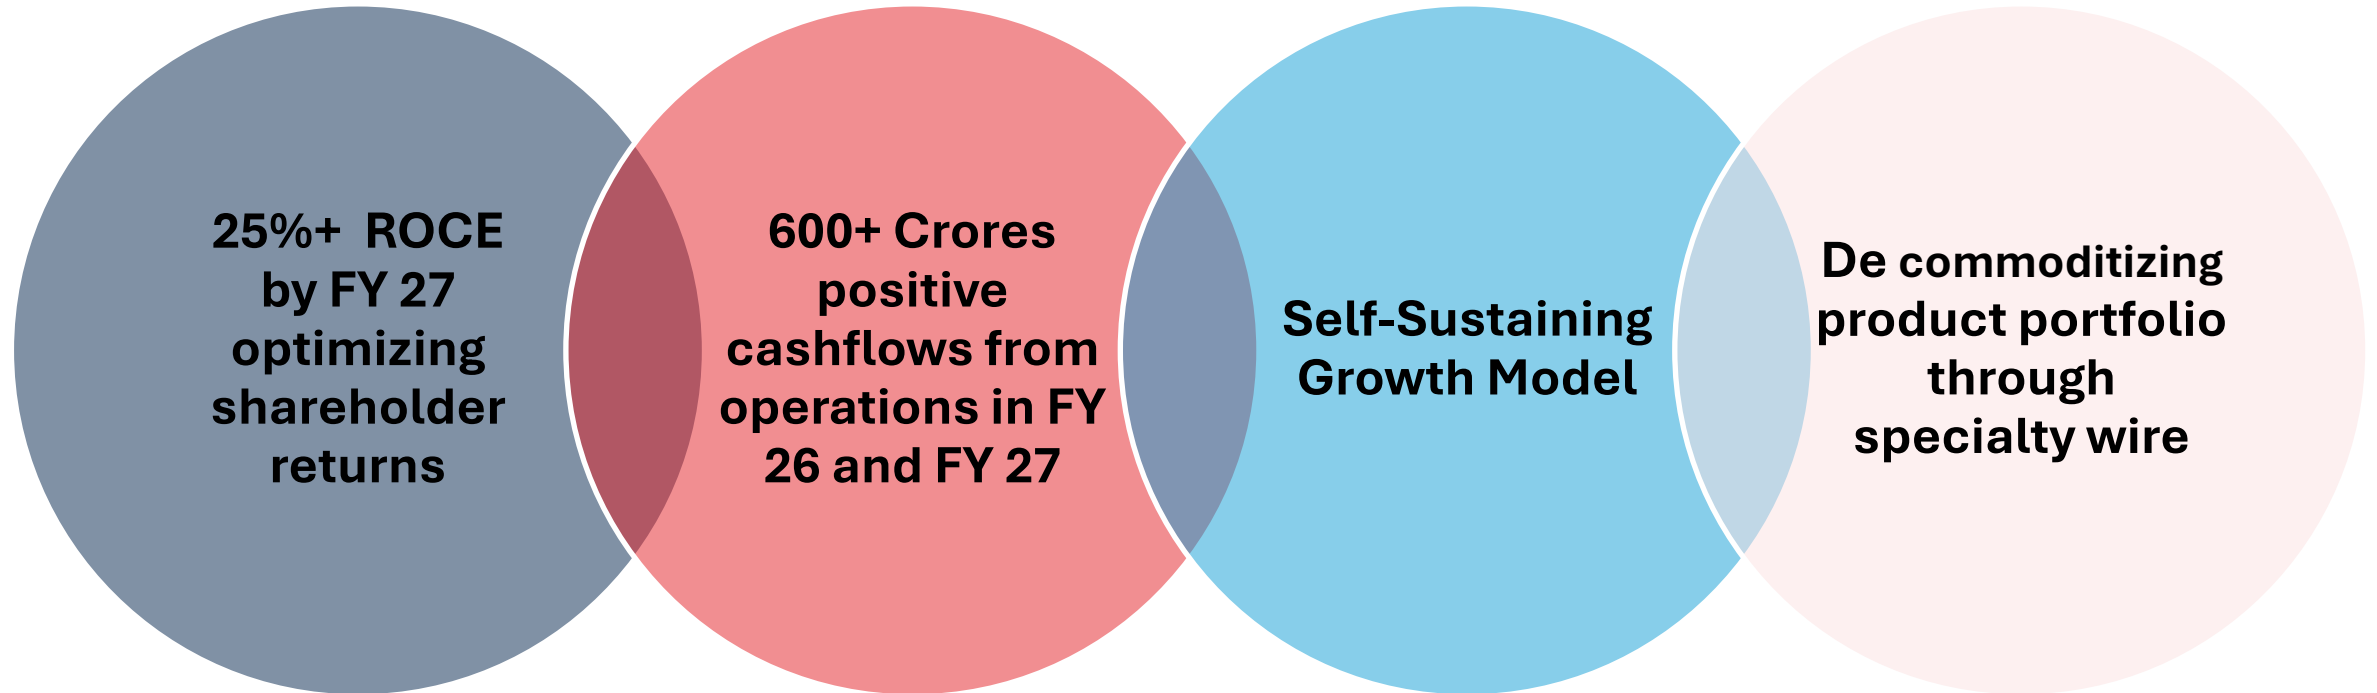 25%+  ROCE
by FY 27
optimizing
shareholder
returns
600+ Crores
positive
cashflows from
operations in FY
26 and FY 27
Self-Sustaining
Growth Model
De commoditizing
product portfolio
through
specialty wire